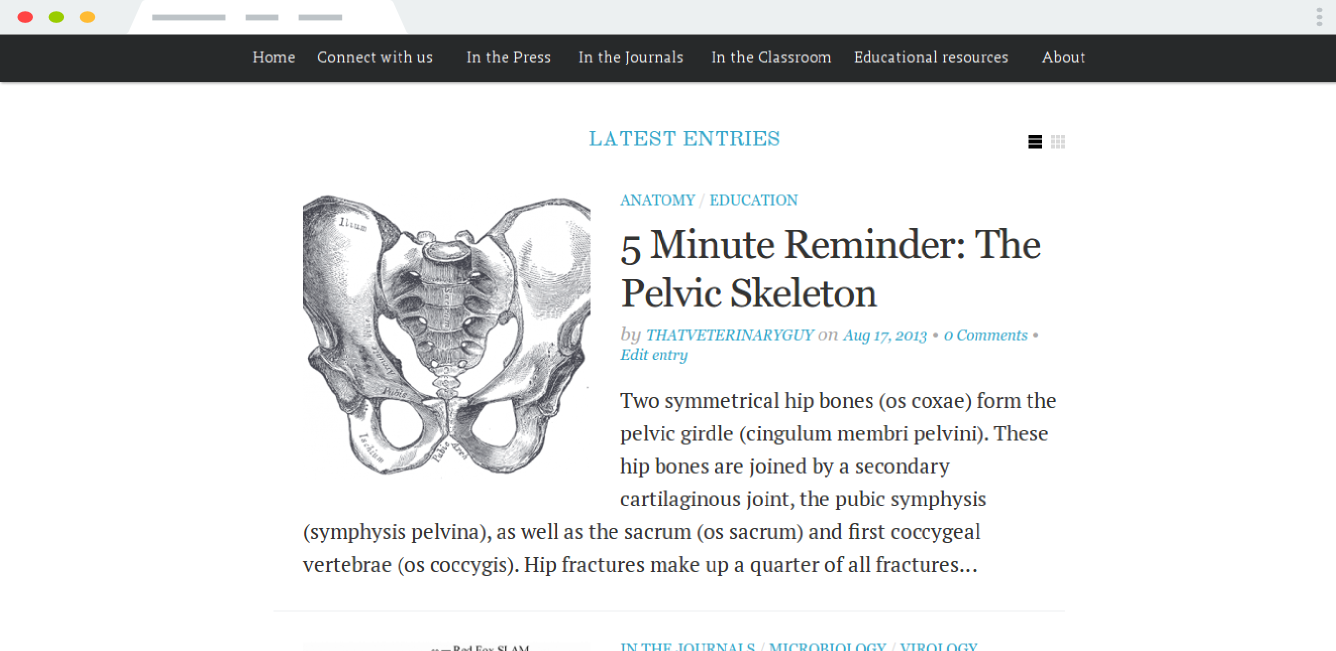 Home Connect with us In the Press In the Journals In the Classroom Educational resources About
LATEST ENTRIES
ANATOMY / EDUCATION
5 Minute Reminder: The
Pelvic Skeleton
by THATVETERINARYGUY on Aug 17, 2013 • 0 Comments •
Edit entry
Two symmetrical hip bones (os coxae) form the
pelvic girdle (cingulum membri pelvini). These
hip bones are joined by a secondary
cartilaginous joint, the pubic symphysis
(symphysis pelvina), as well as the sacrum (os sacrum) and first coccygeal
vertebrae (os coccygis). Hip fractures make up a quarter of all fractures...
Ilium
Pubis
Ischium
Pubic Arch
Red Fox SLAM
IN THE JOURNALS / MICROBIOLOGY / VIROLOGY